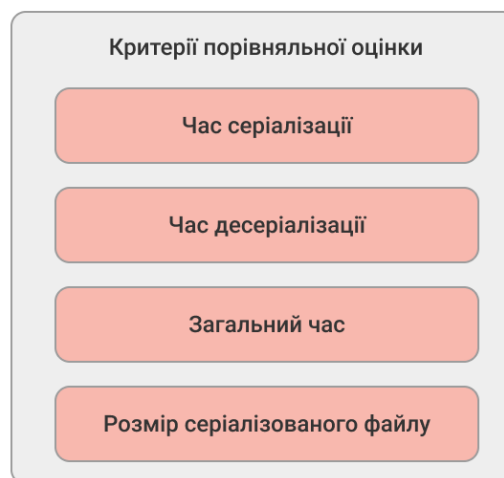 Критерії порівняльної оцінки
Час серіалізації
Час десеріалізації
Загальний час
Розмір серіалізованого файлу